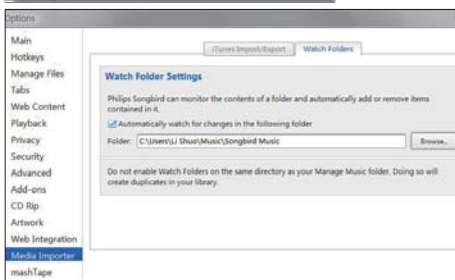 Options
Main
Hotkeys
Manage Files
Tabs
Web Content
Playback
Privacy
Security
Advanced
Add-ons
CD Rip
Artwork
Web Integration
Media Importer
mashTape
iTunes Import/Export
Watch Folders
Watch Folder Settings
Philips Songbird can monitor the contents of a folder and automatically add or remove items
contained in it.
Automatically watch for changes in the following folder
Folder: C:\Users\Li Shuo\Music\Songbird Music
Browse...
Do not enable Watch Folders on the same directory as your Manage Music folder. Doing so will
create duplicates in your library.